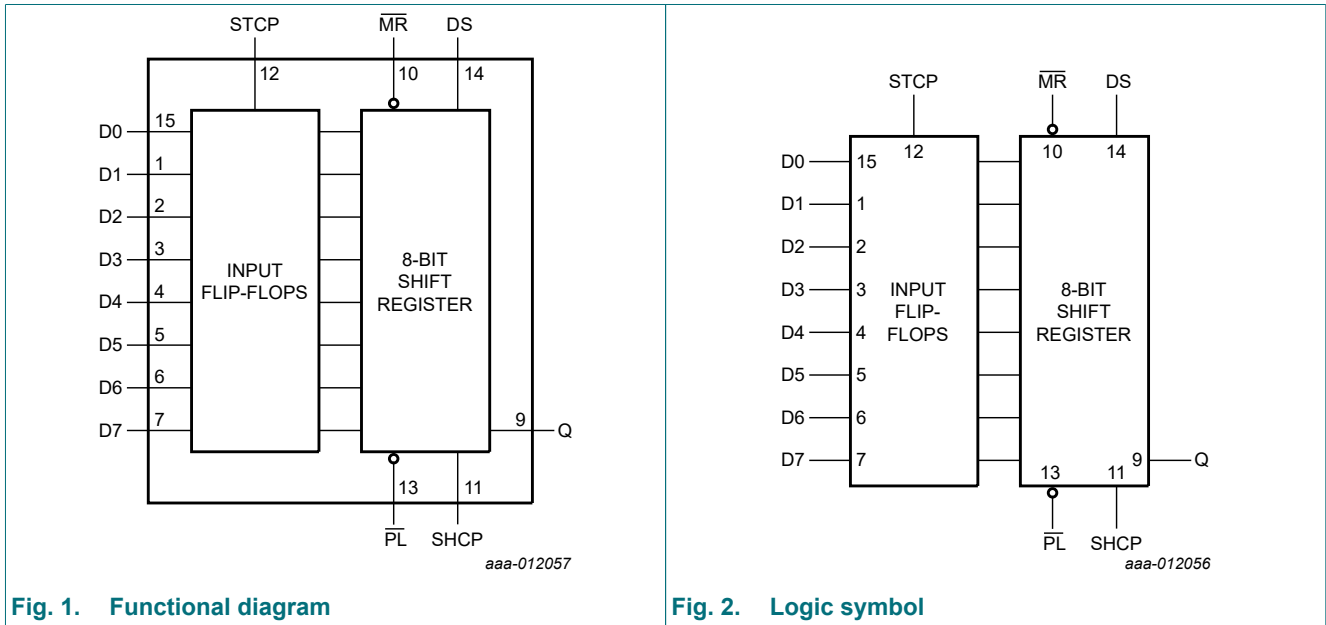 STCP MR DS
12 10 14
D0 15
D1 1
D2 2
D3 3
D4 4
D5 5
D6 6
D7 7
INPUT
FLIP-FLOPS
8-BIT
SHIFT
REGISTER
9 Q
13 11
PL SHCP
aaa-012057
Fig. 1. Functional diagram
STCP MR DS
12 10 14
D0 15
D1 1
D2 2
D3 3
D4 4
D5 5
D6 6
D7 7
INPUT
FLIP-
FLOPS
8-BIT
SHIFT
REGISTER
9 Q
13 11
PL SHCP
aaa-012056
Fig. 2. Logic symbol